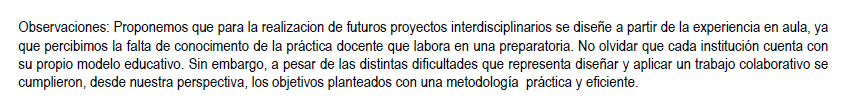 Observaciones: Proponemos que para la realizacion de futuros proyectos interdisciplinarios se diseñe a partir de la experiencia en aula, ya
que percibimos la falta de conocimiento de la práctica docente que labora en una preparatoria. No olvidar que cada institución cuenta con
su propio modelo educativo. Sin embargo, a pesar de las distintas dificultades que representa diseñar y aplicar un trabajo colaborativo se
cumplieron, desde nuestra perspectiva, los objetivos planteados con una metodología  práctica y eficiente.